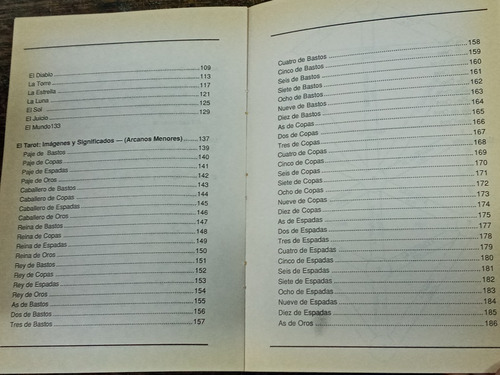 El Diablo ........ 109
La Torra ........ 113
La Estrella ........ 117
La Luna ........ 121
El Sol ........ 125
El Juicio ........ 129
El Mundo133
El Tarot: Imágenes y Significados — (Arcanos Menores) ........ 137
Paje de Bastos ........ 139
Paje de Copas ........ 140
Paje de Espadas ........ 141
Paje de Oros ........ 142
Caballero de Bastos ........ 143
Caballero de Copas ........ 144
Caballero de Espadas ........ 145
Caballero de Oros ........ 146
Reina de Bastos ........ 147
Reina de Copas ........ 148
Reina de Espadas ........ 149
Reina de Oros ........ 150
Rey de Bastos ........ 151
Rey de Copas ........ 152
Rey de Espadas ........ 153
Rey de Oros ........ 154
As de Bastos ........ 155
Dos de Bastos ........ 156
Tres de Bastos ........ 157
Cuatro de Bastos ........ 158
Cinco de Bastos ........ 159
Seis de Bastos ........ 160
Siete de Bastos ........ 161
Ocho de Bastos ........ 162
Nueve de Bastos ........ 163
Diez de Bastos ........ 164
As de Copas ........ 165
Dos de Copas ........ 166
Tres de Copas ........ 167
Cuatro de Copas ........ 168
Cinco de Copas ........ 169
Seis de Copas ........ 170
Siete de Copas ........ 171
Ocho de Copas ........ 172
Nueve de Copas ........ 173
Diez de Copas ........ 174
As de Espadas ........ 175
Dos de Espadas ........ 177
Tres de Espadas ........ 178
Cuatro de Espadas ........ 179
Cinco de Espadas ........ 180
Seis de Espadas ........ 181
Siete de Espadas ........ 182
Ocho de Espadas ........ 183
Nueve de Espadas ........ 184
Diez de Espadas ........ 185
As de Oros ........ 186